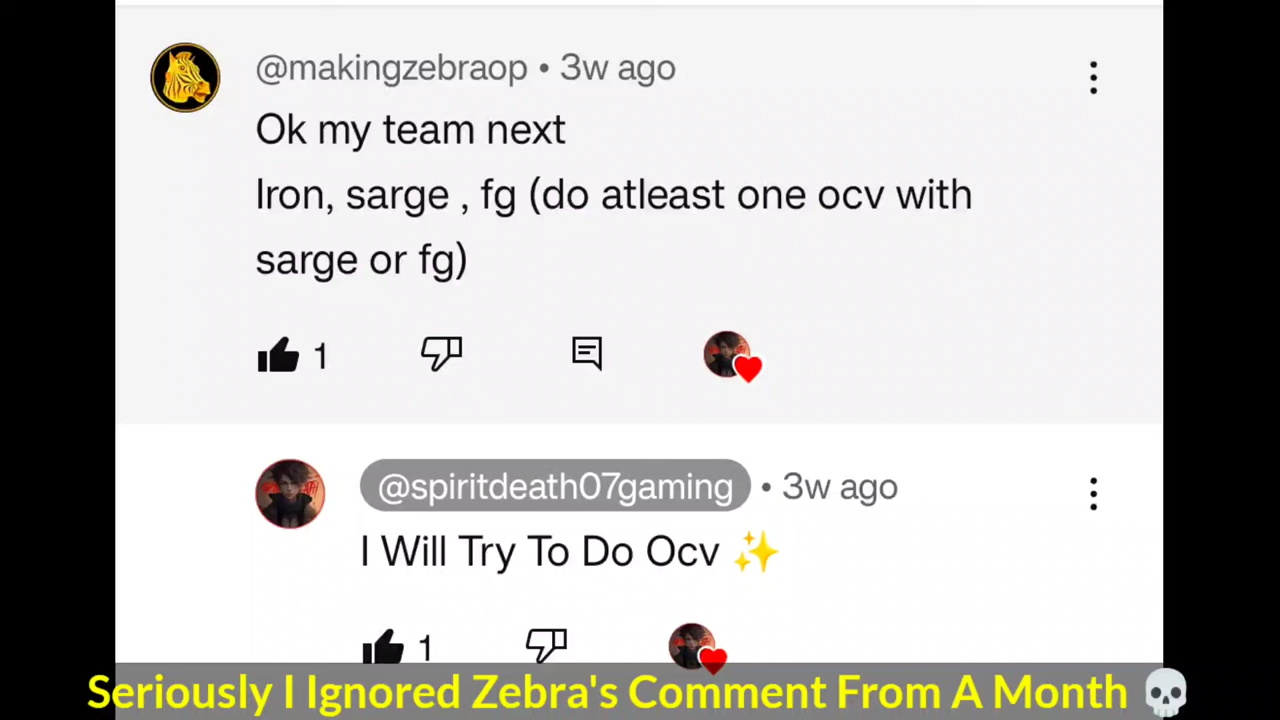 @makingzebraop • 3w ago
Ok my team next
Iron, sarge , fg (do atleast one ocv with
sarge or fg)
1
@spiritdeath07gaming • 3w ago
I Will Try To Do Ocv ✨
1
Seriously I Ignored Zebra's Comment From A Month 💀